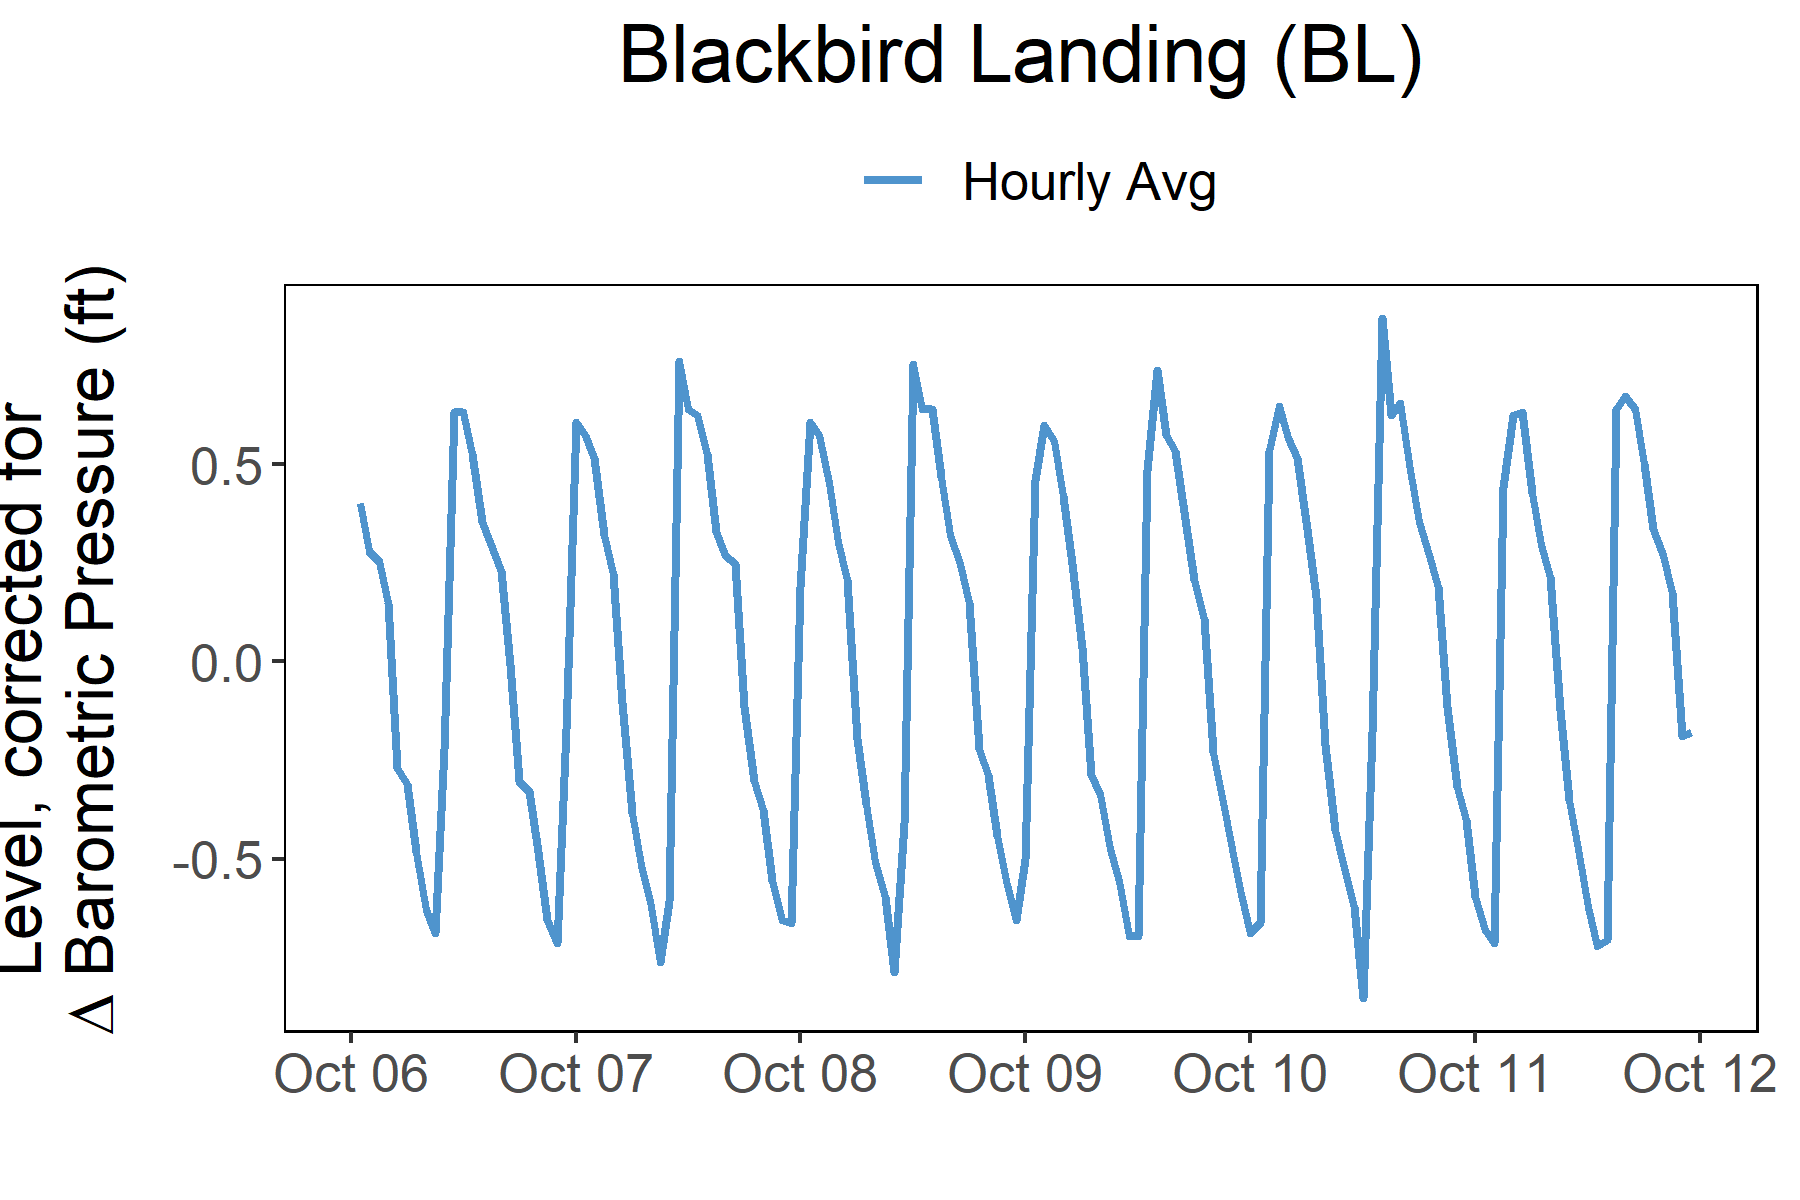 Blackbird Landing (BL)
Hourly Avg
Level, corrected for
Δ Barometric Pressure (ft)
0.5
0.0
-0.5
Oct 06 Oct 07 Oct 08 Oct 09 Oct 10 Oct 11 Oct 12